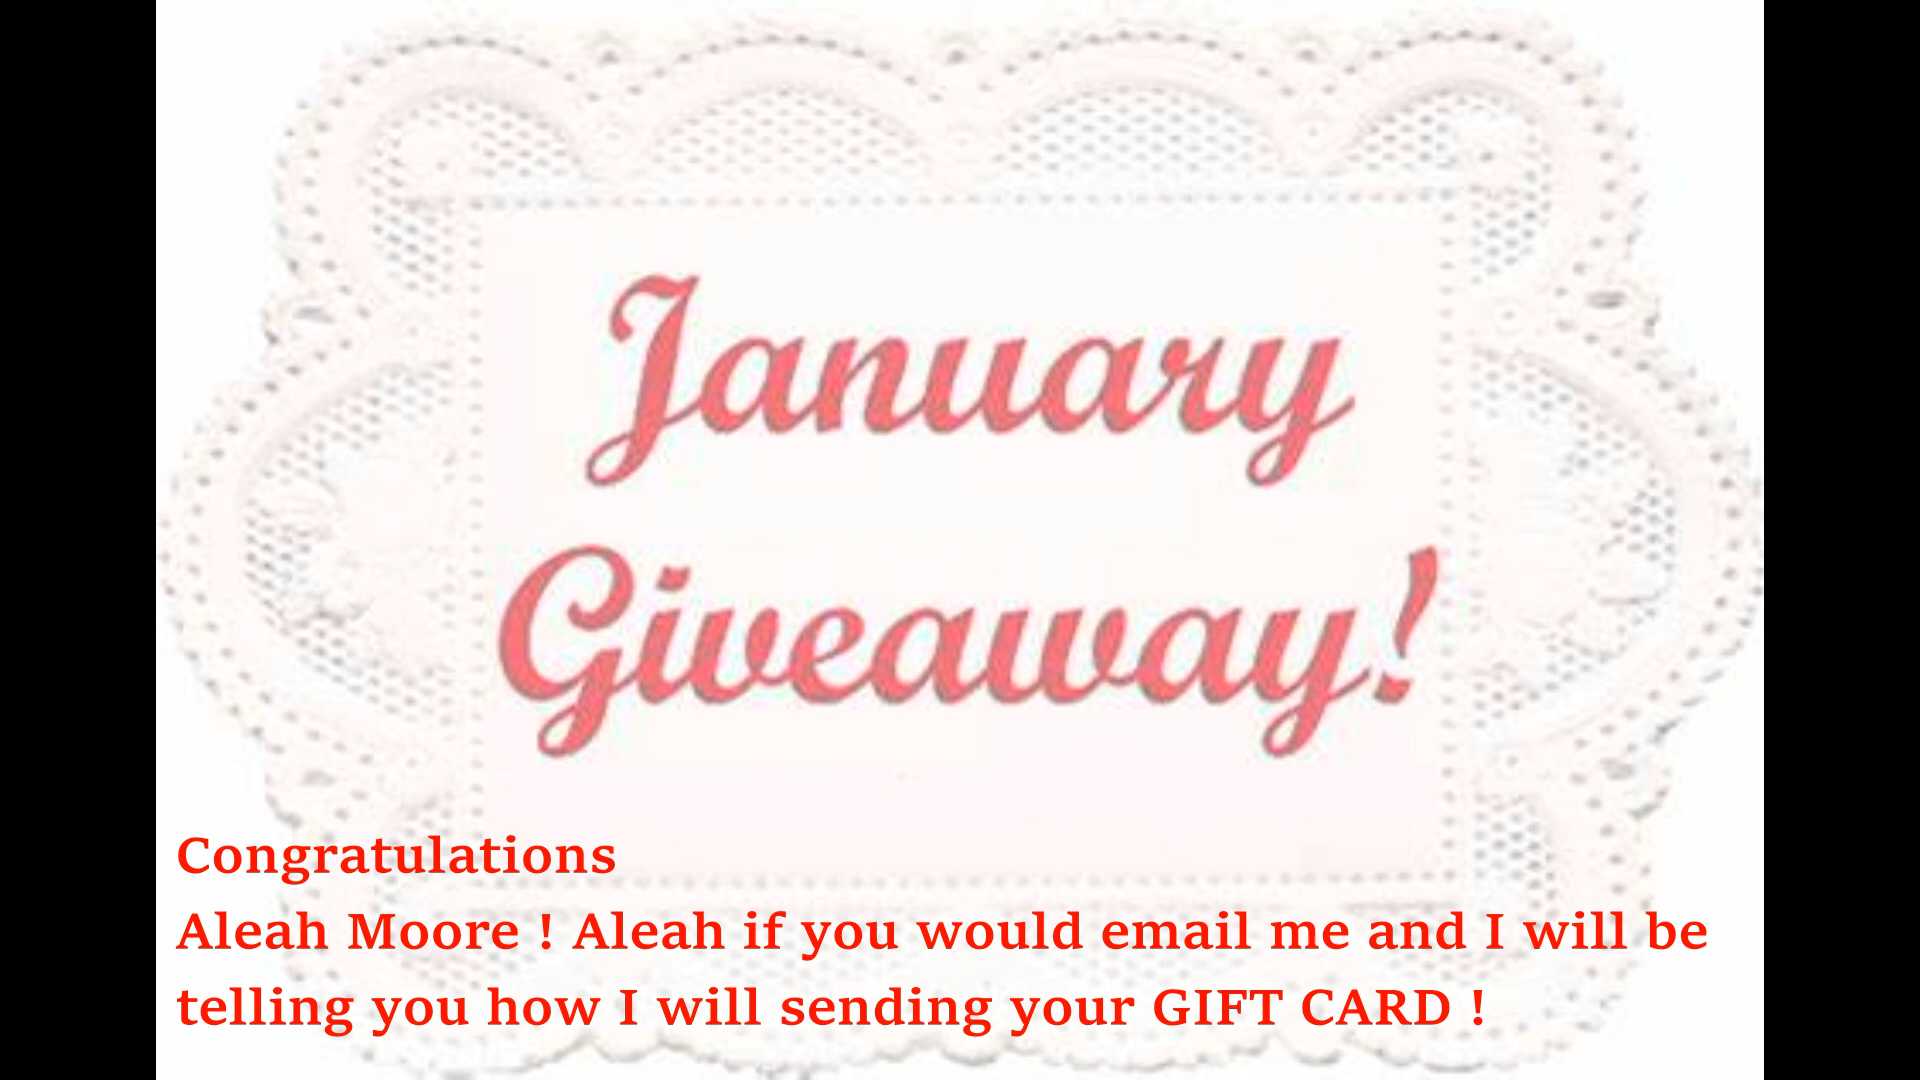 January
Giveaway!
Congratulations
Aleah Moore ! Aleah if you would email me and I will be
telling you how I will sending your GIFT CARD !